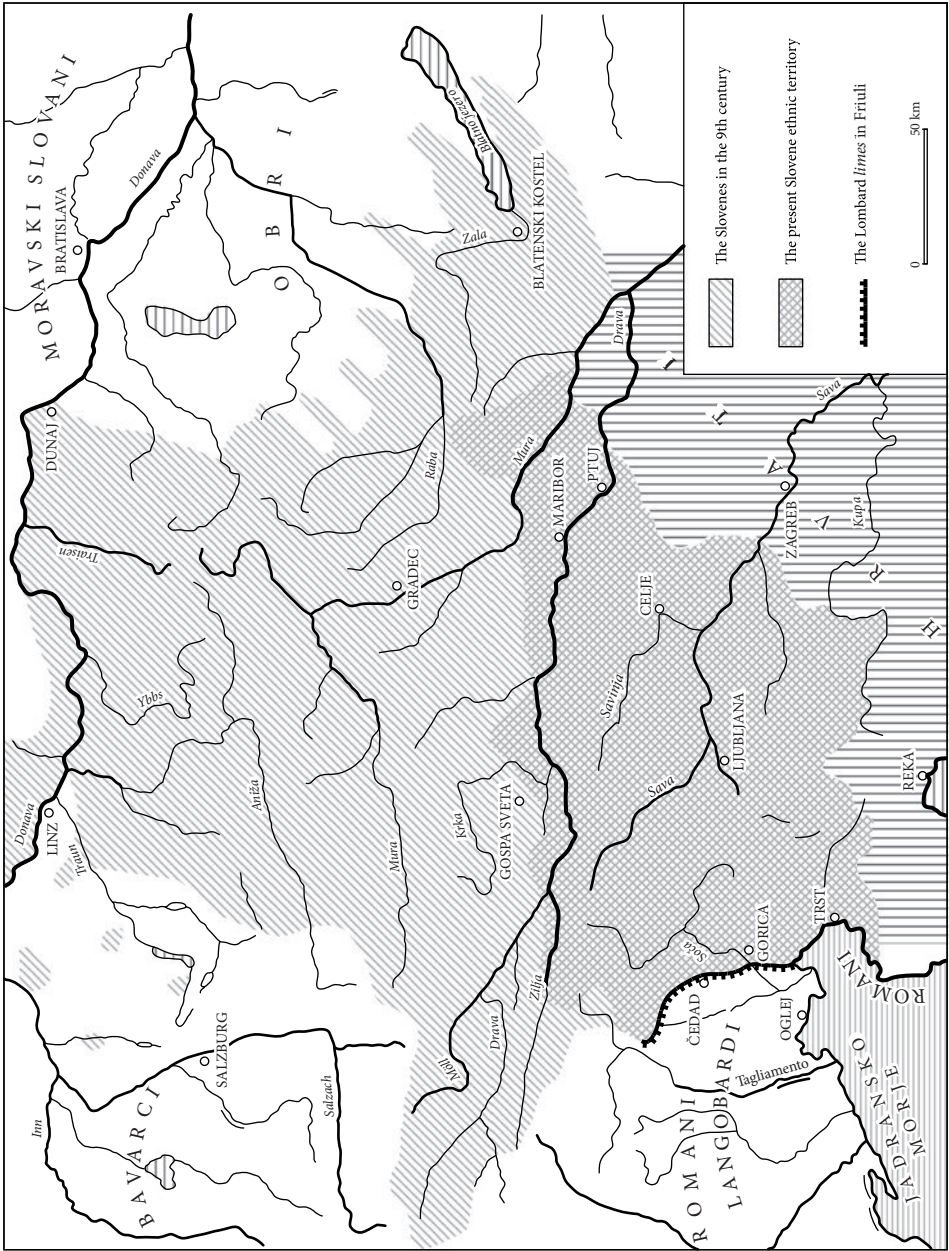 MORAVSKI SLOVANI
BRATISLAVA
Donava
DUNAJ
Traisen
Ybbs
Donava
LINZ
Traun
Aniža
Inn
BAVARCI
SALZBURG
Salzach
OBRI
Blatno jezero
Zala
BLATENSKI KOSTEL
Raba
GRADEC
Mura
Mura
Krka
GOSPA SVETA
Möll
Drava
Zilja
MARIBOR
PTUJ
Drava
CELJE
Savinja
Sava
LJUBLJANA
Sava
ZAGREB
Kupa
HRVATI
REKA
TRST
GORICA
Soča
ČEDAD
OGLEJ
Tagliamento
ROMANI
ROMANI
LANGOBARDI
JADRANSKO
MORJE
The Slovenes in the 9th century
The present Slovene ethnic territory
The Lombard limes in Friuli
0 50 km